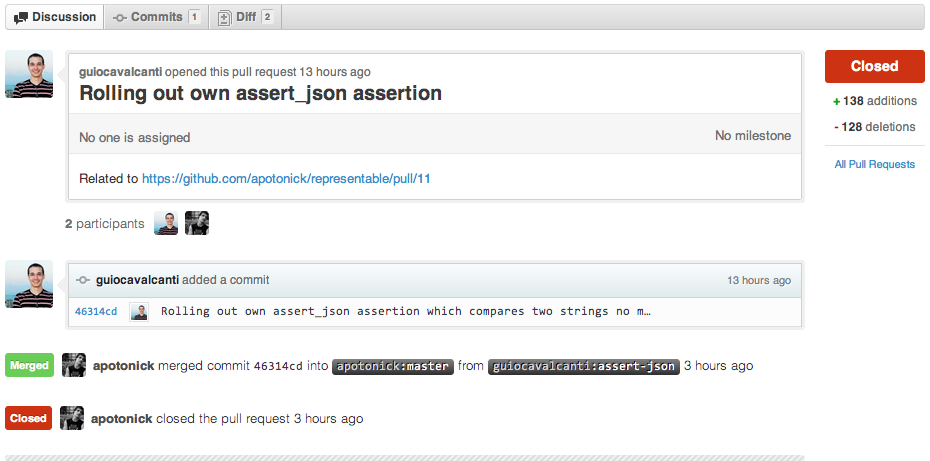 Discussion Commits 1 Diff 2
guiocavalcanti opened this pull request 13 hours ago
Rolling out own assert_json assertion
No one is assigned No milestone
Related to https://github.com/apotonick/representable/pull/11
Closed
+ 138 additions
- 128 deletions
All Pull Requests
2 participants
guiocavalcanti added a commit 13 hours ago
46314cd Rolling out own assert_json assertion which compares two strings no m…
Merged apotonick merged commit 46314cd into apotonick:master from guiocavalcanti:assert-json 3 hours ago
Closed apotonick closed the pull request 3 hours ago